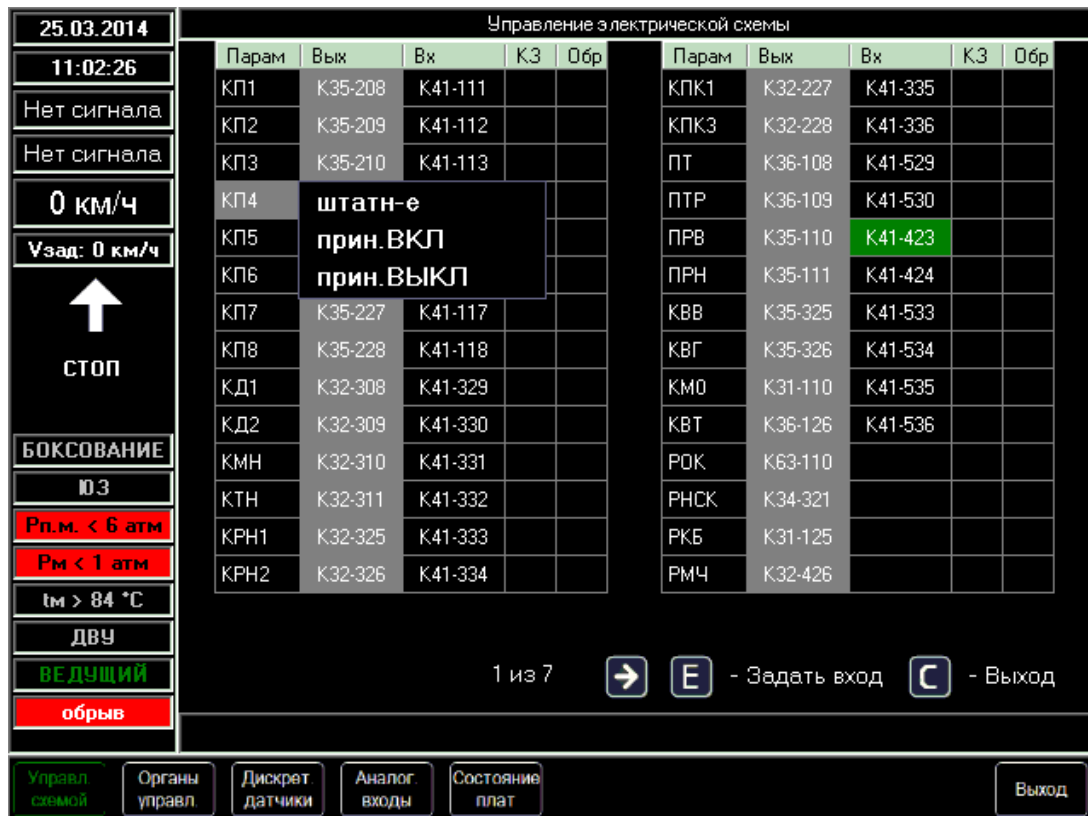 25.03.2014
Управление электрической схемы
11:02:26
Нет сигнала
Нет сигнала
0 км/ч
Vзад: 0 км/ч
СТОП
БОКСОВАНИЕ
ЮЗ
Рп.м. < 6 атм
Рм < 1 атм
tм > 84 °C
ДВУ
ВЕДУЩИЙ
обрыв
Парам Вых Вх КЗ Обр
КП1 К35-208 К41-111
КП2 К35-209 К41-112
КП3 К35-210 К41-113
КП4
КП5
КП6
штатн-е
прин.ВКЛ
прин.ВЫКЛ
КП7 К35-227 К41-117
КП8 К35-228 К41-118
КД1 К32-308 К41-329
КД2 К32-309 К41-330
КМН К32-310 К41-331
КТН К32-311 К41-332
КРН1 К32-325 К41-333
КРН2 К32-326 К41-334
Парам Вых Вх КЗ Обр
КПК1 К32-227 К41-335
КПК3 К32-228 К41-336
ПТ К36-108 К41-529
ПТР К36-109 К41-530
ПРВ К35-110 К41-423
ПРН К35-111 К41-424
КВВ К35-325 К41-533
КВГ К35-326 К41-534
КМО К31-110 К41-535
КВТ К36-126 К41-536
РОК К63-110
РНСК К34-321
РКБ К31-125
РМЧ К32-426
1 из 7 E - Задать вход C - Выход
Управл.
схемой
Органы
управл.
Дискрет.
датчики
Аналог.
входы
Состояние
плат
Выход